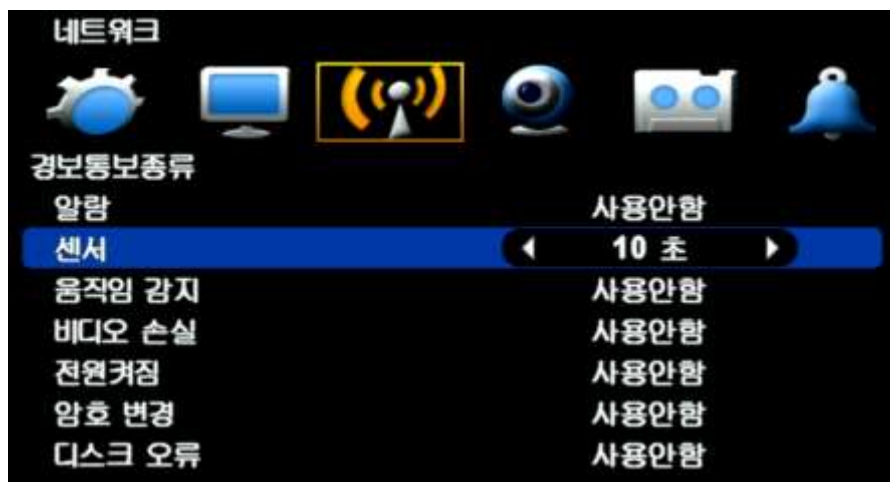 네트워크
경보통보종류
알람 사용안함
센서 10 초
움직임 감지 사용안함
비디오 손실 사용안함
전원켜짐 사용안함
암호 변경 사용안함
디스크 오류 사용안함